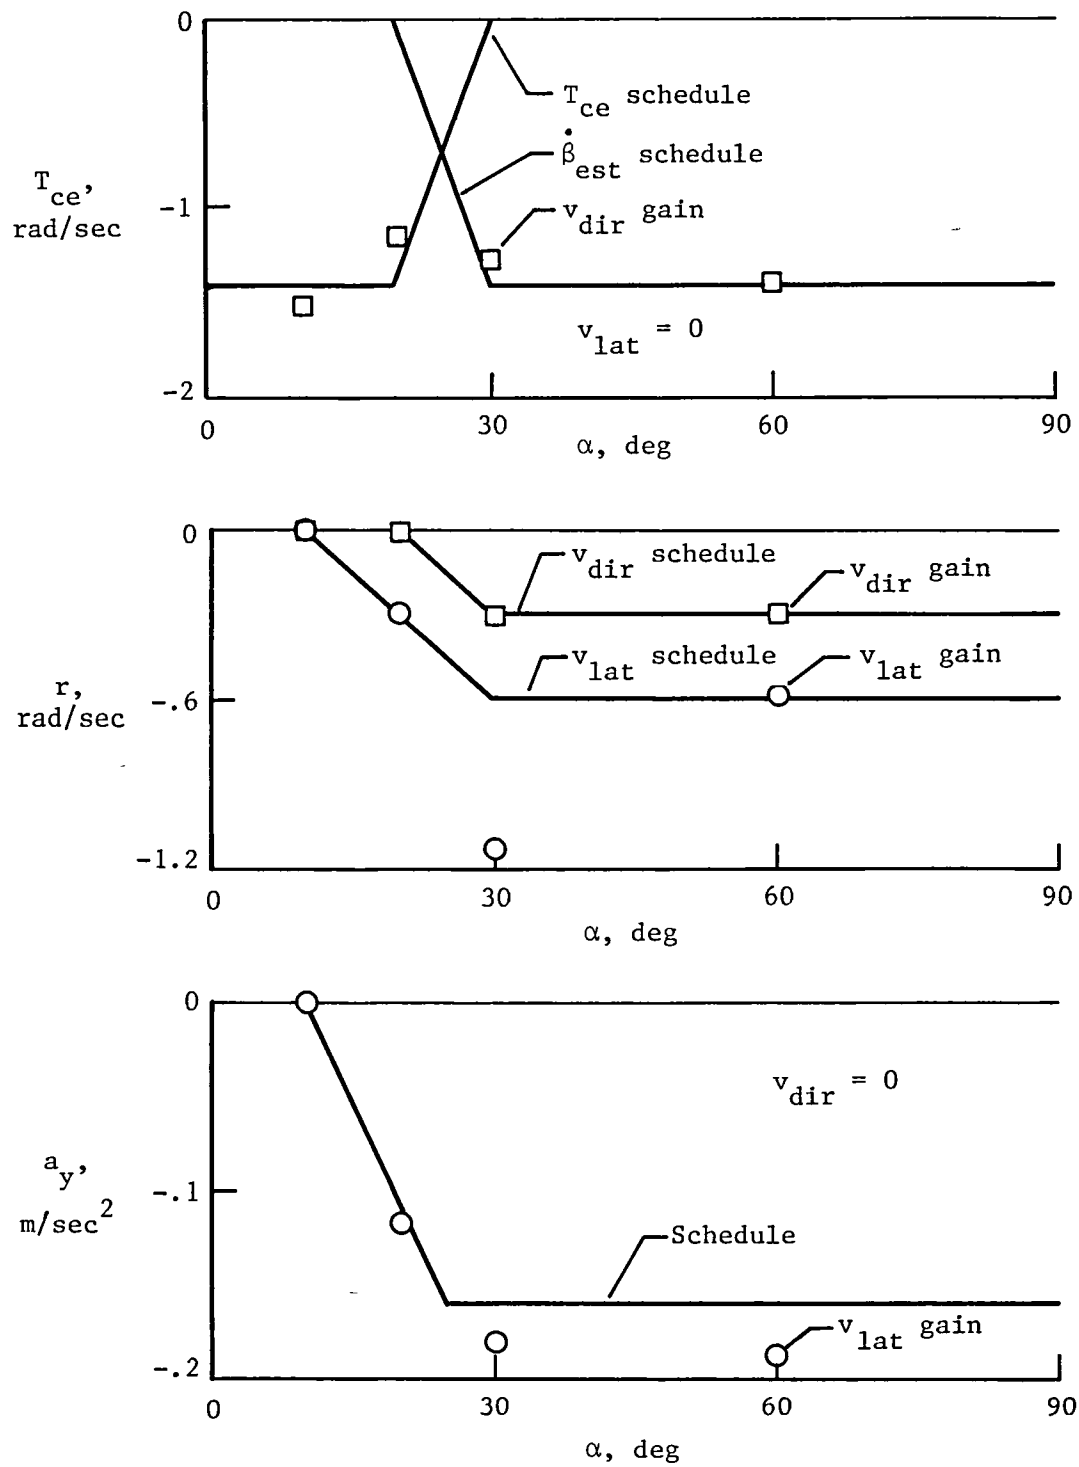 0
T_ce schedule
β̇_est schedule
T_ce,
rad/sec
-1
v_dir gain
v_lat = 0
-2
0 30 60 90
α, deg
0
v_dir schedule
v_dir gain
v_lat schedule
v_lat gain
r,
rad/sec
-.6
-1.2
0 30 60 90
α, deg
0
v_dir = 0
a_y,
m/sec²
-.1
Schedule
v_lat gain
-.2
0 30 60 90
α, deg